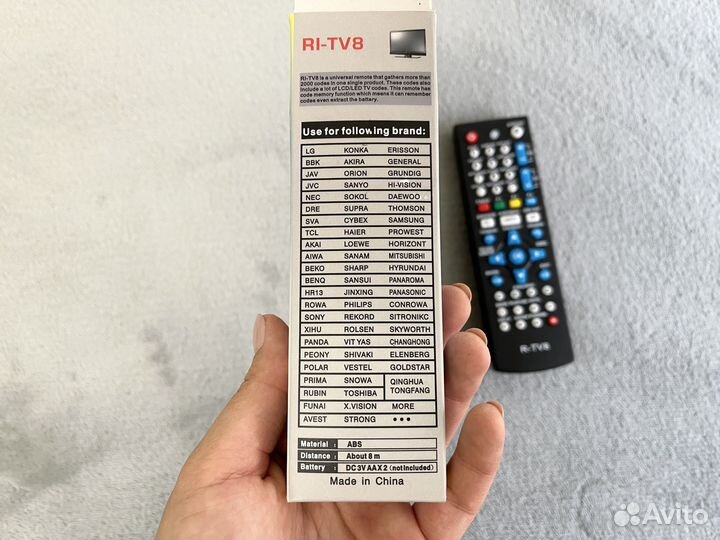 RI-TV8
RI-TV8 is a universal remote that gathers more than
2000 codes in one single product. These codes also
include a lot of LCD/LED TV codes. This remote has
code memory function which means it can remember
codes even extract the battery.
Use for following brand:
LG KONKA ERISSON
BBK AKIRA GENERAL
JAV ORION GRUNDIG
JVC SANYO HI-VISION
NEC SOKOL DAEWOO
DRE SUPRA THOMSON
SVA CYBEX SAMSUNG
TCL HAIER PROWEST
AKAI LOEWE HORIZONT
AIWA SANAM MITSUBISHI
BEKO SHARP HYRUNDAI
BENQ SANSUI PANAROMA
HR13 JINXING PANASONIC
ROWA PHILIPS CONROWA
SONY REKORD SITRONIKC
XIHU ROLSEN SKYWORTH
PANDA VIT YAS CHANGHONG
PEONY SHIVAKI ELENBERG
POLAR VESTEL GOLDSTAR
PRIMA SNOWA QINGHUA
RUBIN TOSHIBA TONGFANG
FUNAI X.VISION MORE
AVEST STRONG •••
Material : ABS
Distance : About 8 m
Battery : DC 3V AA X 2 (not included)
Made in China
RI-TV8
Avito